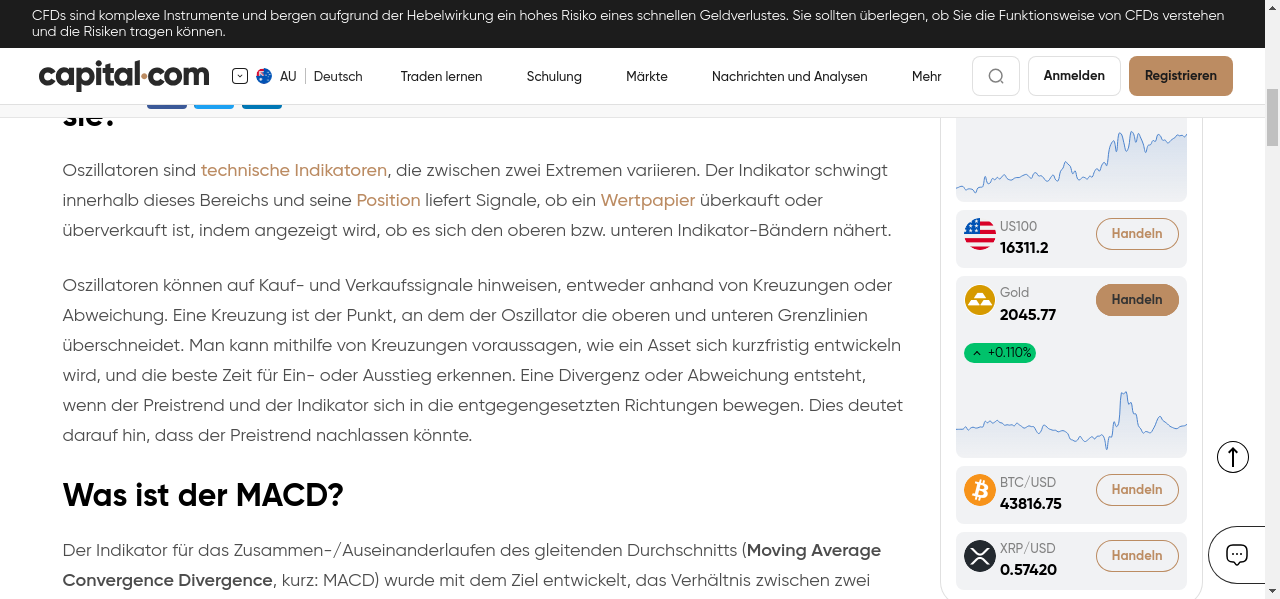 CFDs sind komplexe Instrumente und bergen aufgrund der Hebelwirkung ein hohes Risiko eines schnellen Geldverlustes. Sie sollten überlegen, ob Sie die Funktionsweise von CFDs verstehen
und die Risiken tragen können.
capital.com
AU
Deutsch
Traden lernen
Schulung
Märkte
Nachrichten und Analysen
Mehr
Anmelden
Registrieren
sie?
Oszillatoren sind technische Indikatoren, die zwischen zwei Extremen variieren. Der Indikator schwingt
innerhalb dieses Bereichs und seine Position liefert Signale, ob ein Wertpapier überkauft oder
überverkauft ist, indem angezeigt wird, ob es sich den oberen bzw. unteren Indikator-Bändern nähert.
Oszillatoren können auf Kauf- und Verkaufssignale hinweisen, entweder anhand von Kreuzungen oder
Abweichung. Eine Kreuzung ist der Punkt, an dem der Oszillator die oberen und unteren Grenzlinien
überschneidet. Man kann mithilfe von Kreuzungen voraussagen, wie ein Asset sich kurzfristig entwickeln
wird, und die beste Zeit für Ein- oder Ausstieg erkennen. Eine Divergenz oder Abweichung entsteht,
wenn der Preistrend und der Indikator sich in die entgegengesetzten Richtungen bewegen. Dies deutet
darauf hin, dass der Preistrend nachlassen könnte.
Was ist der MACD?
Der Indikator für das Zusammen-/Auseinanderlaufen des gleitenden Durchschnitts (Moving Average
Convergence Divergence, kurz: MACD) wurde mit dem Ziel entwickelt, das Verhältnis zwischen zwei
US100
16311.2
Handeln
Gold
2045.77
Handeln
+0.110%
BTC/USD
43816.75
Handeln
XRP/USD
0.57420
Handeln